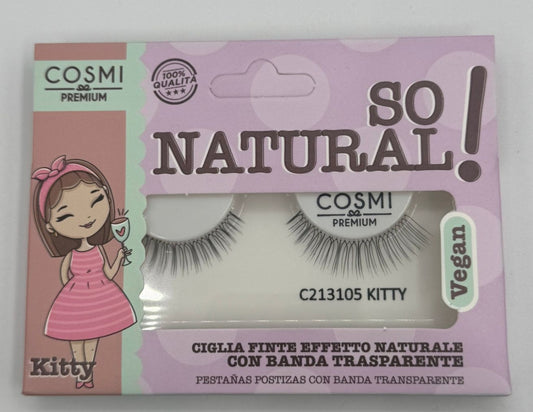 COSMI
PREMIUM
100%
QUALITÀ
SO
NATURAL!
COSMI
PREMIUM
C213105 KITTY
Vegan
Kitty
CIGLIA FINTE EFFETTO NATURALE
CON BANDA TRASPARENTE
PESTAÑAS POSTIZAS CON BANDA TRANSPARENTE